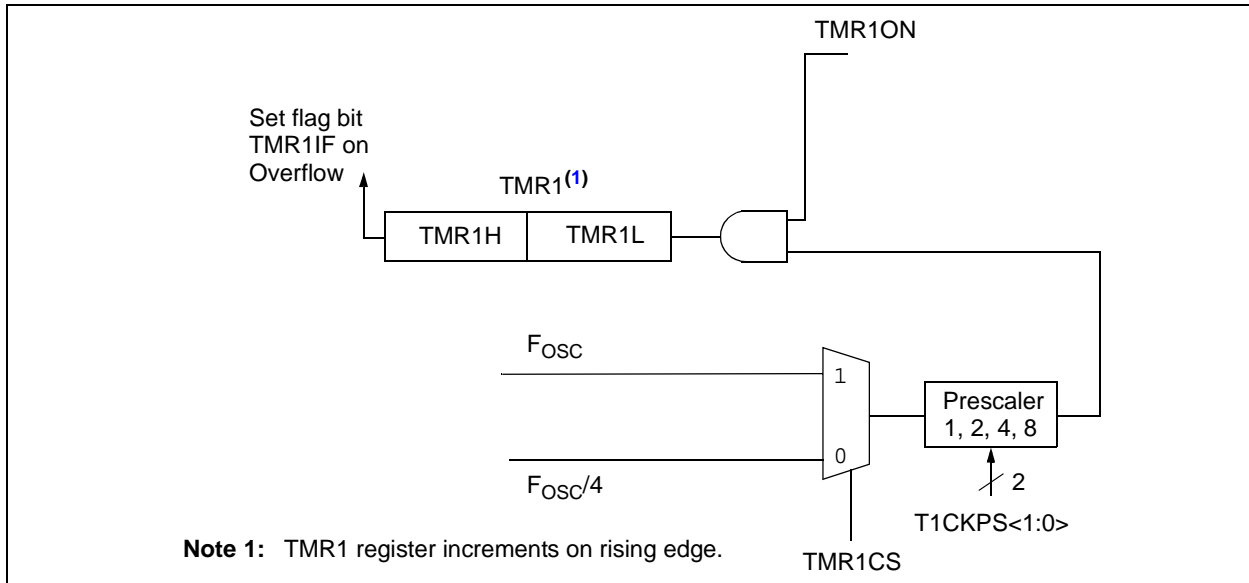 TMR1ON
Set flag bit
TMR1IF on
Overflow
TMR1(1)
TMR1H
TMR1L
FOSC
1
Prescaler
1, 2, 4, 8
0
FOSC/4
2
T1CKPS<1:0>
Note 1: TMR1 register increments on rising edge.
TMR1CS